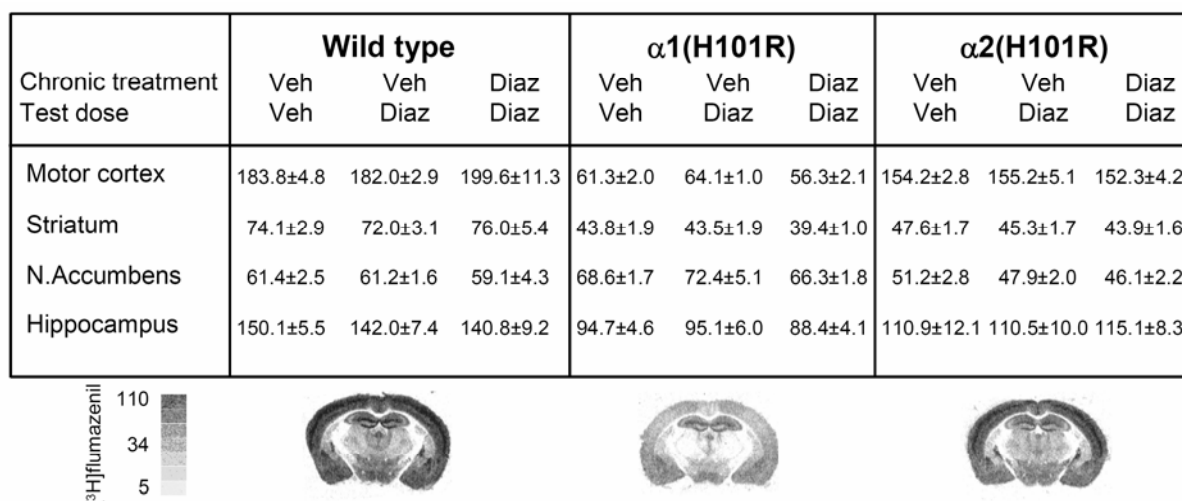 Wild type α1(H101R) α2(H101R)
Chronic treatment Veh Veh Diaz Veh Veh Diaz Veh Veh Diaz
Test dose Veh Diaz Diaz Veh Diaz Diaz Veh Diaz Diaz
Motor cortex 183.8±4.8 182.0±2.9 199.6±11.3 61.3±2.0 64.1±1.0 56.3±2.1 154.2±2.8 155.2±5.1 152.3±4.2
Striatum 74.1±2.9 72.0±3.1 76.0±5.4 43.8±1.9 43.5±1.9 39.4±1.0 47.6±1.7 45.3±1.7 43.9±1.6
N.Accumbens 61.4±2.5 61.2±1.6 59.1±4.3 68.6±1.7 72.4±5.1 66.3±1.8 51.2±2.8 47.9±2.0 46.1±2.2
Hippocampus 150.1±5.5 142.0±7.4 140.8±9.2 94.7±4.6 95.1±6.0 88.4±4.1 110.9±12.1 110.5±10.0 115.1±8.3
³H]flumazenil
110
34
5